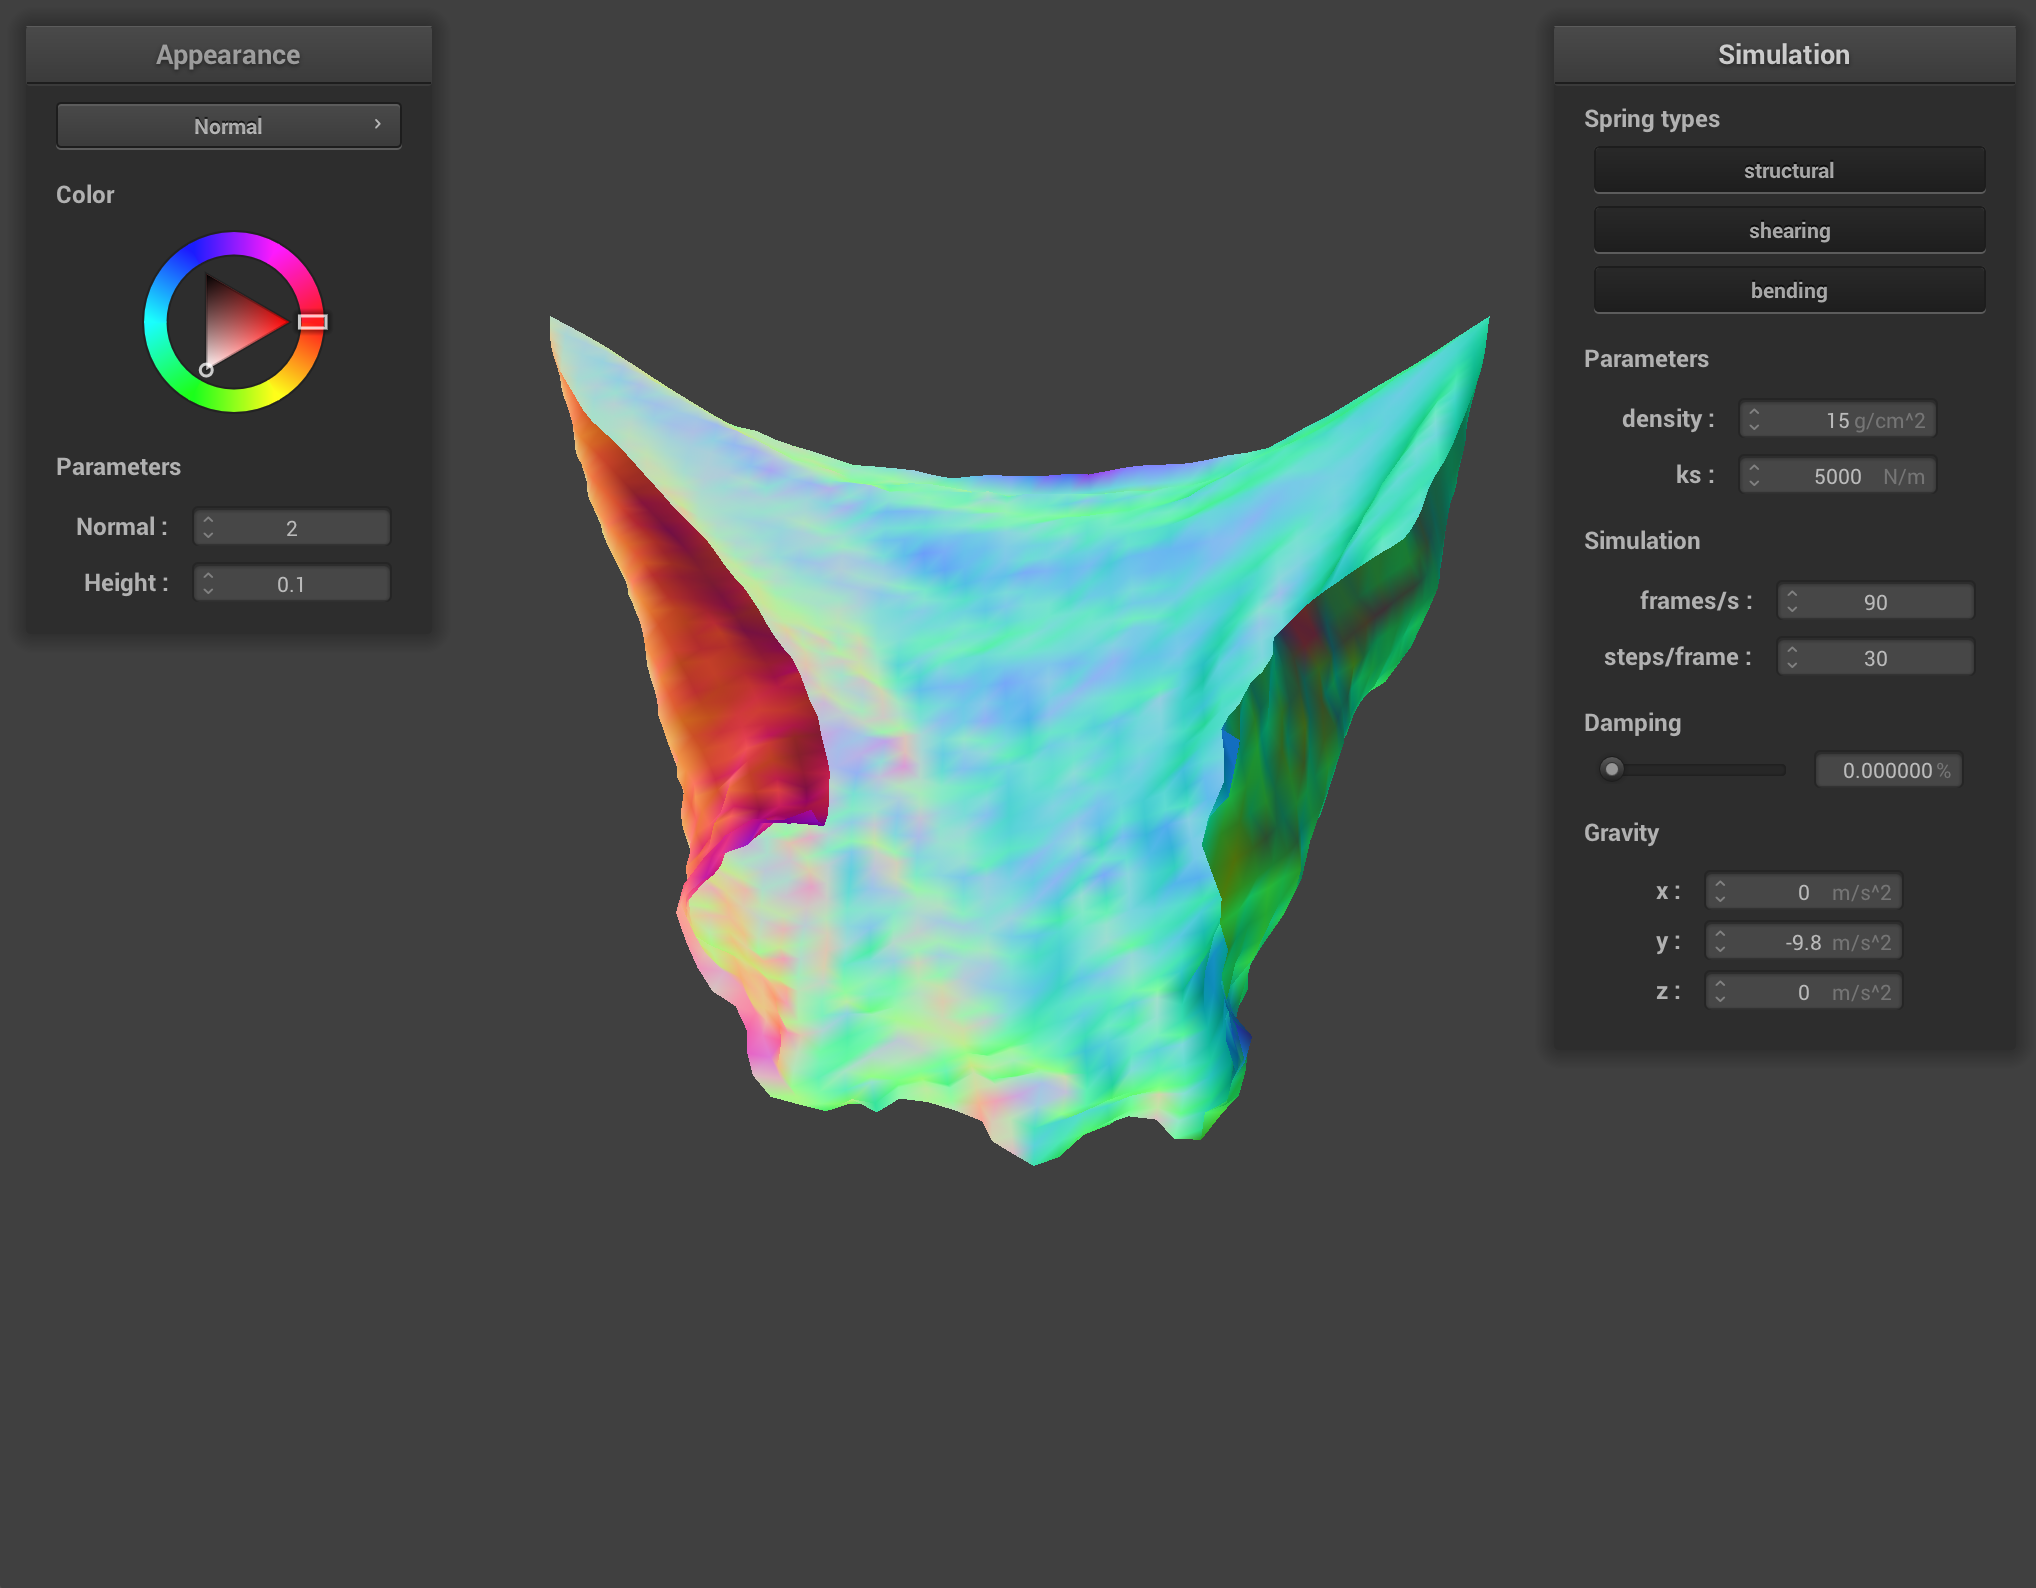 Appearance
Normal
Color
Parameters
Normal : 2
Height : 0.1
Simulation
Spring types
structural
shearing
bending
Parameters
density : 15 g/cm^2
ks : 5000 N/m
Simulation
frames/s : 90
steps/frame : 30
Damping
0.000000 %
Gravity
x : 0 m/s^2
y : -9.8 m/s^2
z : 0 m/s^2